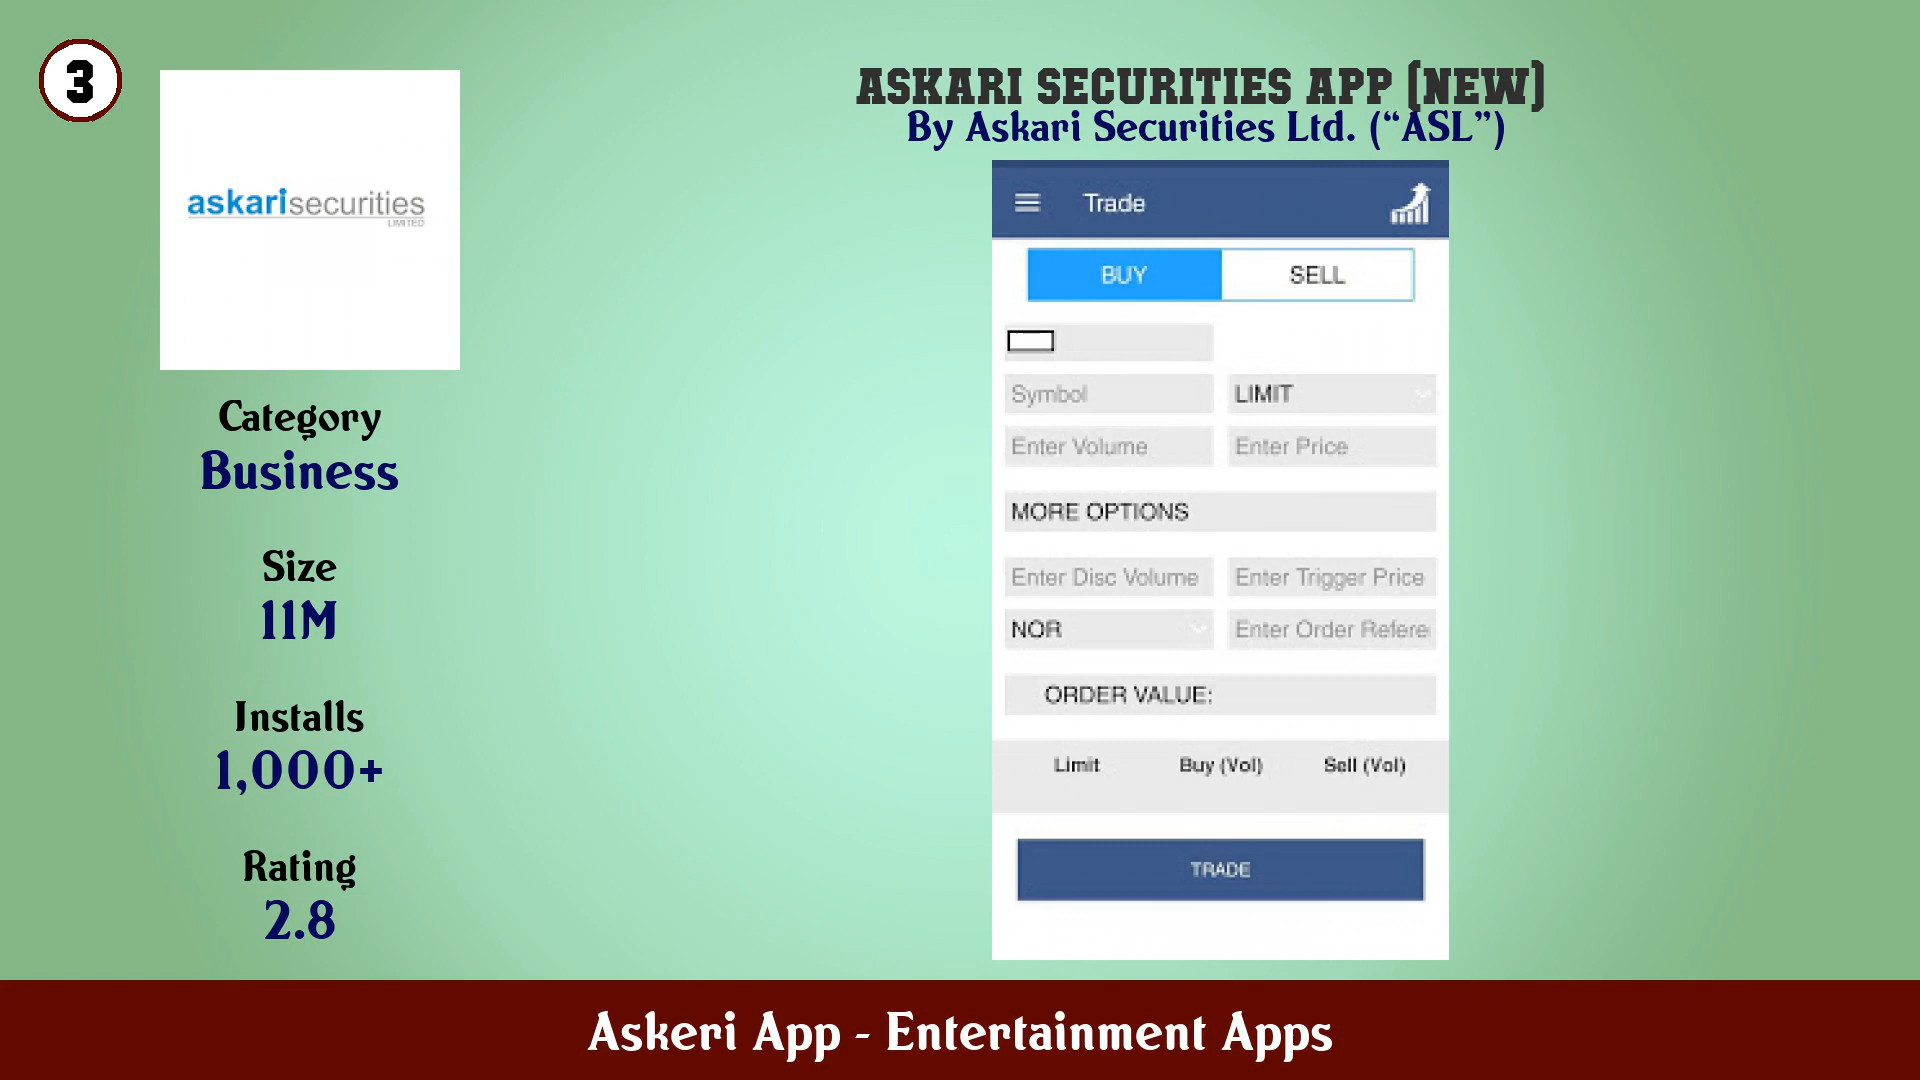 3
ASKARI SECURITIES APP (NEW)
By Askari Securities Ltd. (“ASL”)
askarisecurities
LIMITED
Category
Business
Size
11M
Installs
1,000+
Rating
2.8
Trade
BUY SELL
Symbol LIMIT
Enter Volume Enter Price
MORE OPTIONS
Enter Disc Volume Enter Trigger Price
NOR Enter Order Refere
ORDER VALUE:
Limit Buy (Vol) Sell (Vol)
TRADE
Askeri App - Entertainment Apps